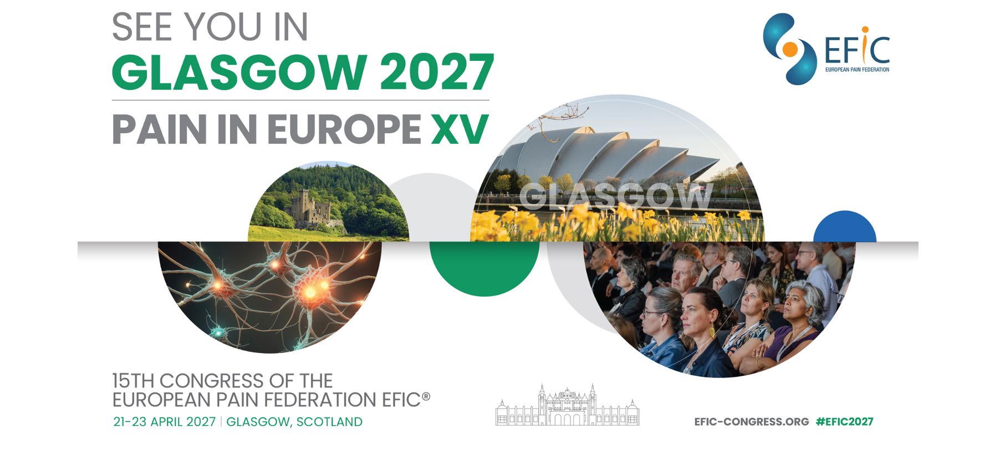 SEE YOU IN
GLASGOW 2027
PAIN IN EUROPE XV
EFiC
EUROPEAN PAIN FEDERATION
GLASGOW
15TH CONGRESS OF THE
EUROPEAN PAIN FEDERATION EFIC®
21-23 APRIL 2027 | GLASGOW, SCOTLAND
EFIC-CONGRESS.ORG #EFIC2027